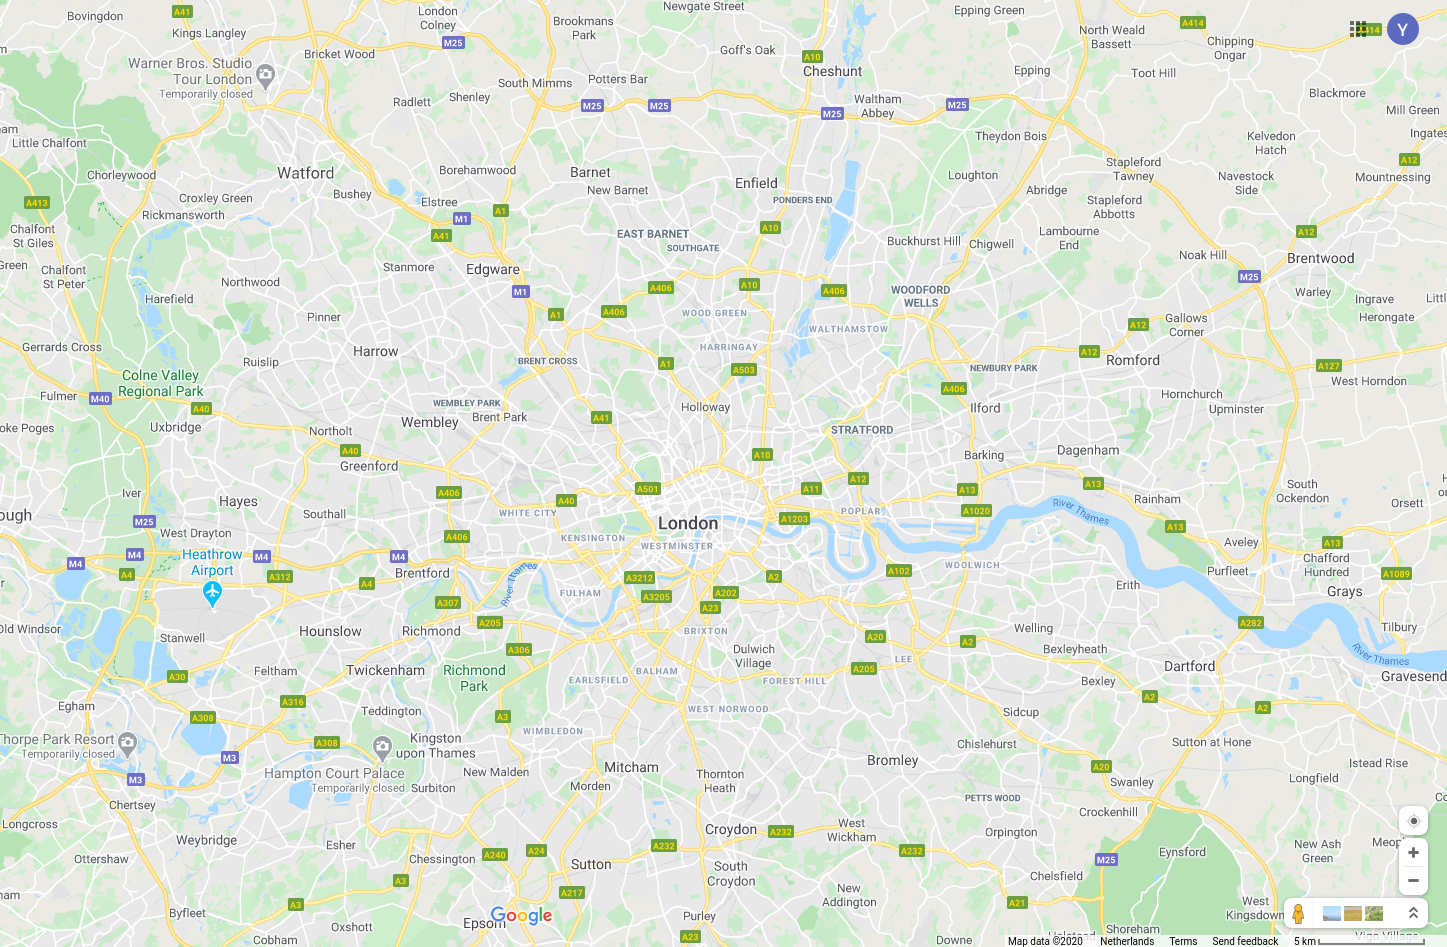 Bovingdon
A41
Kings Langley
London
Colney
M25
Bricket Wood
Brookmans
Park
Newgate Street
Goff's Oak
A10
Cheshunt
Epping Green
A414
North Weald
Bassett
Chipping
Ongar
Y
Warner Bros. Studio
Tour London
Temporarily closed
South Mimms
Potters Bar
Radlett
Shenley
M25
M25
M25
Waltham
Abbey
M25
Epping
Toot Hill
Blackmore
Mill Green
Little Chalfont
Chorleywood
Watford
Bushey
Borehamwood
Barnet
New Barnet
Enfield
PONDERS END
Theydon Bois
Loughton
Abridge
Stapleford
Tawney
Kelvedon
Hatch
A12
Ingates
Navestock
Side
Mountnessing
A413
Croxley Green
Rickmansworth
Elstree
M1
A1
A41
EAST BARNET
SOUTHGATE
A10
Buckhurst Hill
Chigwell
Stapleford
Abbotts
Lambourne
End
A12
Noak Hill
Brentwood
M25
Chalfont
St Giles
Green
Chalfont
St Peter
Harefield
Northwood
Stanmore
Edgware
M1
A1
A406
A406
A10
A406
WOODFORD
WELLS
Warley
Ingrave
Herongate
Little
Pinner
WOOD GREEN
WALTHAMSTOW
A12
Gallows
Corner
Gerrards Cross
Ruislip
Harrow
BRENT CROSS
HARRINGAY
A1
A503
NEWBURY PARK
A12
Romford
A127
West Horndon
Colne Valley
Regional Park
Fulmer
M40
A40
WEMBLEY PARK
Brent Park
Wembley
A41
Holloway
A406
Ilford
Hornchurch
Upminster
oke Poges
Uxbridge
Northolt
A40
Greenford
STRATFORD
A10
Barking
Dagenham
Iver
Hayes
A406
A40
A501
A11
A12
A13
A13
Rainham
South
Ockendon
Orsett
ough
M25
West Drayton
Southall
WHITE CITY
London
A1203
POPLAR
A1020
River Thames
A13
M4
M4
M4
M4
Heathrow
Airport
A406
KENSINGTON
WESTMINSTER
Aveley
A13
Chafford
Hundred
A4
A312
A4
Brentford
River Thames
A3212
A2
A102
WOOLWICH
Purfleet
A1089
A307
FULHAM
A3205
A202
A23
Erith
Grays
Old Windsor
Stanwell
Hounslow
Richmond
A205
A306
BRIXTON
A20
A2
Welling
A282
Tilbury
Feltham
Twickenham
Richmond
Park
BALHAM
EARLSFIELD
Dulwich
Village
FOREST HILL
A205
LEE
Bexleyheath
Bexley
Dartford
River Thames
Gravesend
A30
A316
Egham
A308
Teddington
A3
WEST NORWOOD
Sidcup
A2
A2
Thorpe Park Resort
Temporarily closed
M3
M3
A308
Kingston
upon Thames
WIMBLEDON
Chislehurst
Sutton at Hone
Hampton Court Palace
Temporarily closed
Surbiton
New Malden
Mitcham
Morden
Thornton
Heath
Bromley
A20
Swanley
Istead Rise
Longfield
Chertsey
Longcross
PETTS WOOD
Crockenhill
Weybridge
Esher
Croydon
A232
West
Wickham
Orpington
Ottershaw
Chessington
A240
A24
Sutton
A232
A232
South
Croydon
M25
Eynsford
New Ash
Green
A3
A217
New
Addington
Chelsfield
A21
West
Kingsdown
A3
Byfleet
Oxshott
Epsom
Google
Purley
A23
Cobham
Downe
Halstead
Shoreham
Vigo Village
Map data ©2020 Netherlands Terms Send feedback 5 km